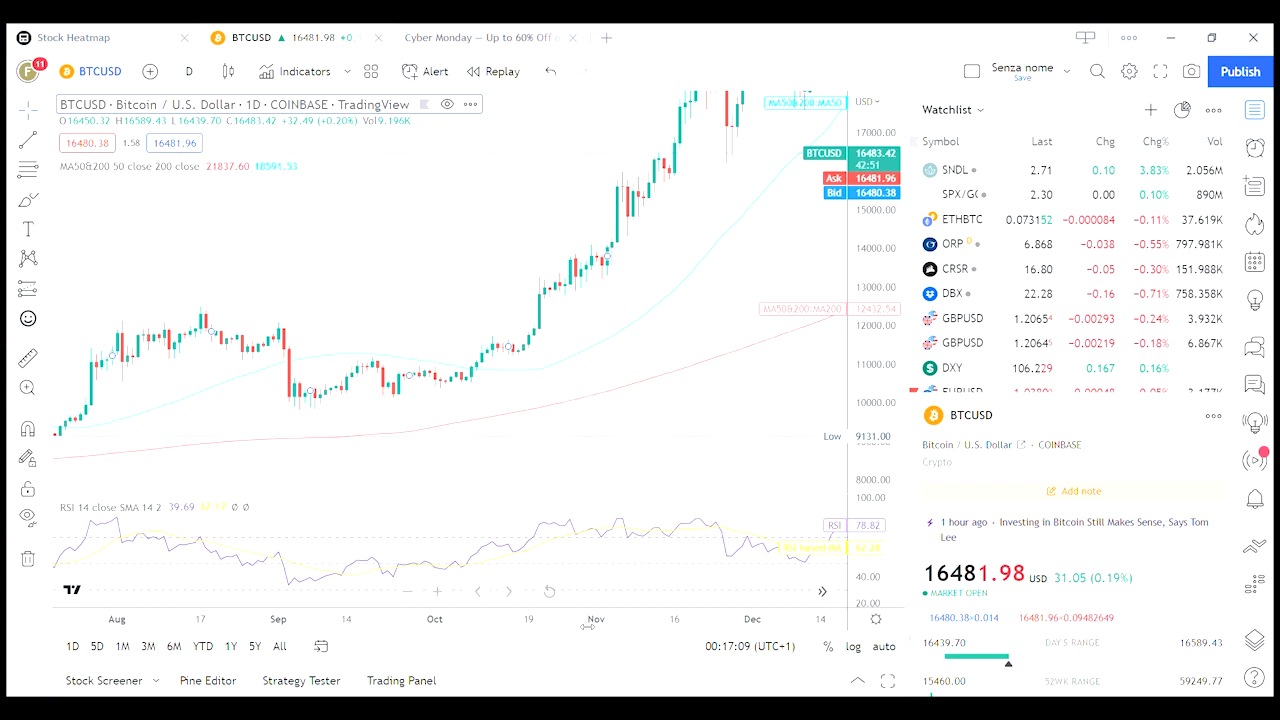 Stock Heatmap
BTCUSD ▲ 16481.98 +0.
Cyber Monday — Up to 60% Off
11
F
BTCUSD
D
Indicators
Alert
Replay
Senza nome
Save
Publish
BTCUSD · Bitcoin / U.S. Dollar · 1D · COINBASE · TradingView
O16450.32 H16589.43 L16439.70 C16483.42 +32.49 (+0.20%) Vol9.196K
16480.38 1.58 16481.96
MA50&200 50 close 200 close 21837.60 18591.53
MA50&200:MA50
USD
17000.00
BTCUSD 16483.42
42:51
Ask 16481.96
Bid 16480.38
15000.00
14000.00
13000.00
MA50&200:MA200 12432.54
12000.00
11000.00
10000.00
Low 9131.00
8000.00
100.00
RSI 14 close SMA 14 2 39.69 Ø Ø
RSI 78.82
40.00
20.00
Aug 17 Sep 14 Oct 19 Nov 16 Dec 14
1D 5D 1M 3M 6M YTD 1Y 5Y All
00:17:09 (UTC+1) % log auto
Stock Screener Pine Editor Strategy Tester Trading Panel
Watchlist
Symbol Last Chg Chg% Vol
SNDL 2.71 0.10 3.83% 2.056M
SPX/GC 2.30 0.00 0.10% 890M
ETHBTC 0.073152 −0.000084 −0.11% 37.619K
ORP D 6.868 −0.038 −0.55% 797.981K
CRSR 16.80 −0.05 −0.30% 151.988K
DBX 22.28 −0.16 −0.71% 758.358K
GBPUSD 1.20654 −0.00293 −0.24% 3.932K
GBPUSD 1.20645 −0.00219 −0.18% 6.867K
DXY 106.229 0.167 0.16%
BTCUSD
Bitcoin / U.S. Dollar · COINBASE
Crypto
Add note
1 hour ago · Investing in Bitcoin Still Makes Sense, Says Tom
Lee
16481.98 USD 31.05 (0.19%)
MARKET OPEN
16480.38×0.014 16481.96×0.09482649
16439.70 DAY'S RANGE 16589.43
15460.00 52WK RANGE 59249.77